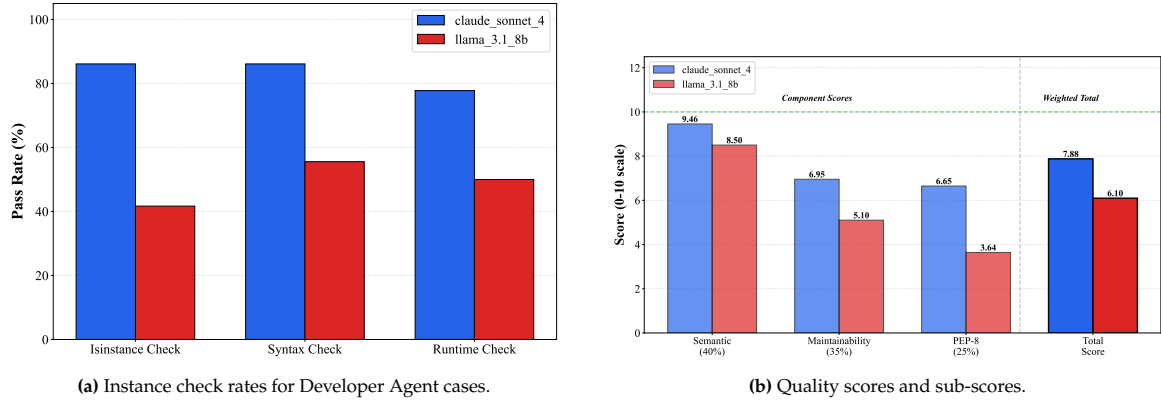 100
80
60
40
20
0
Pass Rate (%)
claude_sonnet_4
llama_3.1_8b
Isinstance Check
Syntax Check
Runtime Check
(a) Instance check rates for Developer Agent cases.
12
10
8
6
4
2
0
Score (0-10 scale)
claude_sonnet_4
llama_3.1_8b
Component Scores
Weighted Total
9.46
8.50
6.95
5.10
6.65
3.64
7.88
6.10
Semantic
(40%)
Maintainability
(35%)
PEP-8
(25%)
Total
Score
(b) Quality scores and sub-scores.